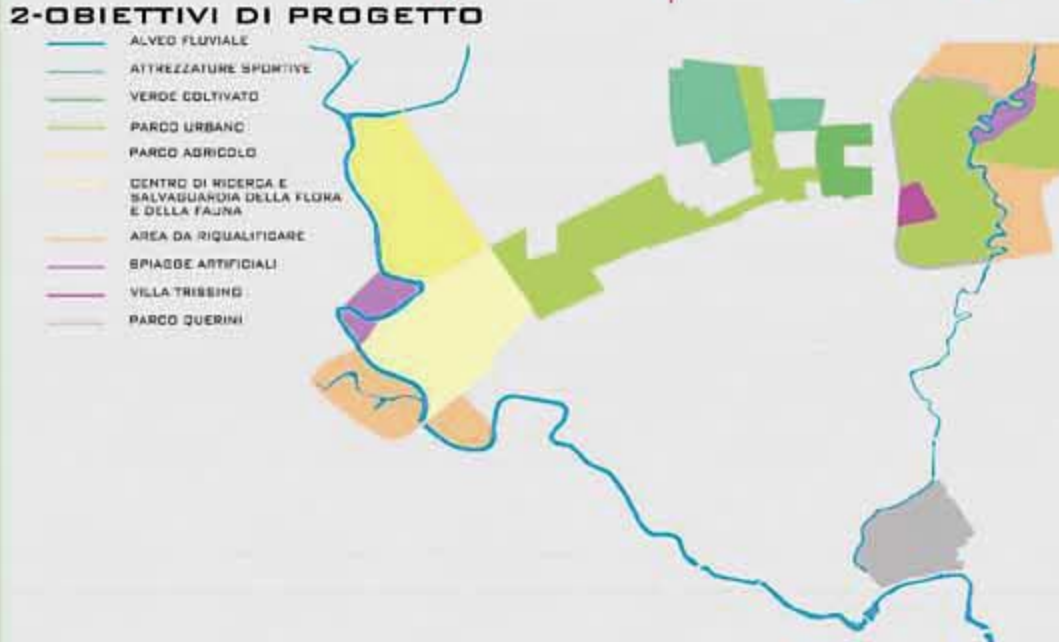 2-OBIETTIVI DI PROGETTO
ALVEO FLUVIALE
ATTREZZATURE SPORTIVE
VERDE COLTIVATO
PARCO URBANO
PARCO AGRICOLO
CENTRO DI RICERCA E
SALVAGUARDIA DELLA FLORA
E DELLA FAUNA
AREA DA RIQUALIFICARE
SPIAGGE ARTIFICIALI
VILLA TRISSINO
PARCO QUERINI